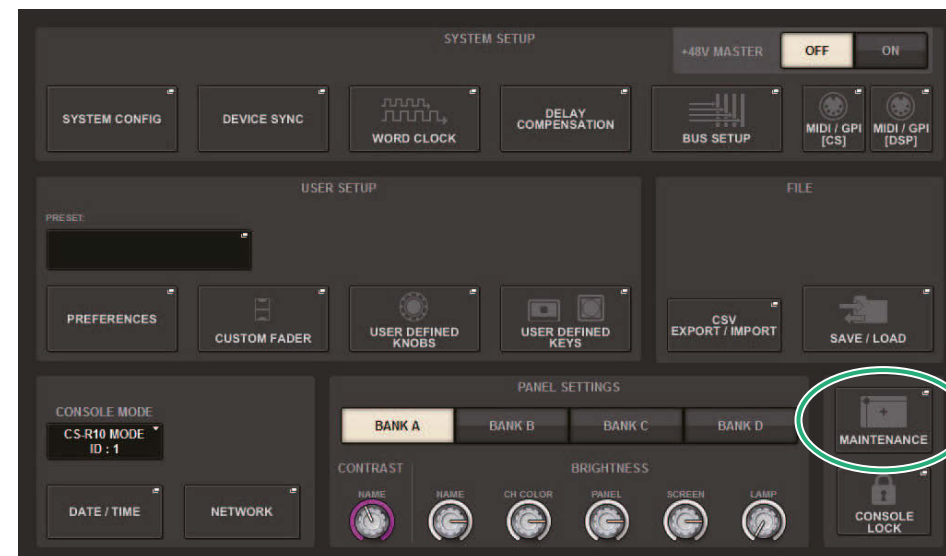 SYSTEM SETUP
+48V MASTER
OFF
ON
SYSTEM CONFIG
DEVICE SYNC
WORD CLOCK
DELAY
COMPENSATION
BUS SETUP
MIDI / GPI
[CS]
MIDI / GPI
[DSP]
USER SETUP
PRESET:
PREFERENCES
CUSTOM FADER
USER DEFINED
KNOBS
USER DEFINED
KEYS
FILE
CSV
EXPORT / IMPORT
SAVE / LOAD
CONSOLE MODE
CS-R10 MODE
ID : 1
DATE / TIME
NETWORK
PANEL SETTINGS
BANK A
BANK B
BANK C
BANK D
CONTRAST
BRIGHTNESS
NAME
NAME
CH COLOR
PANEL
SCREEN
LAMP
MAINTENANCE
CONSOLE
LOCK